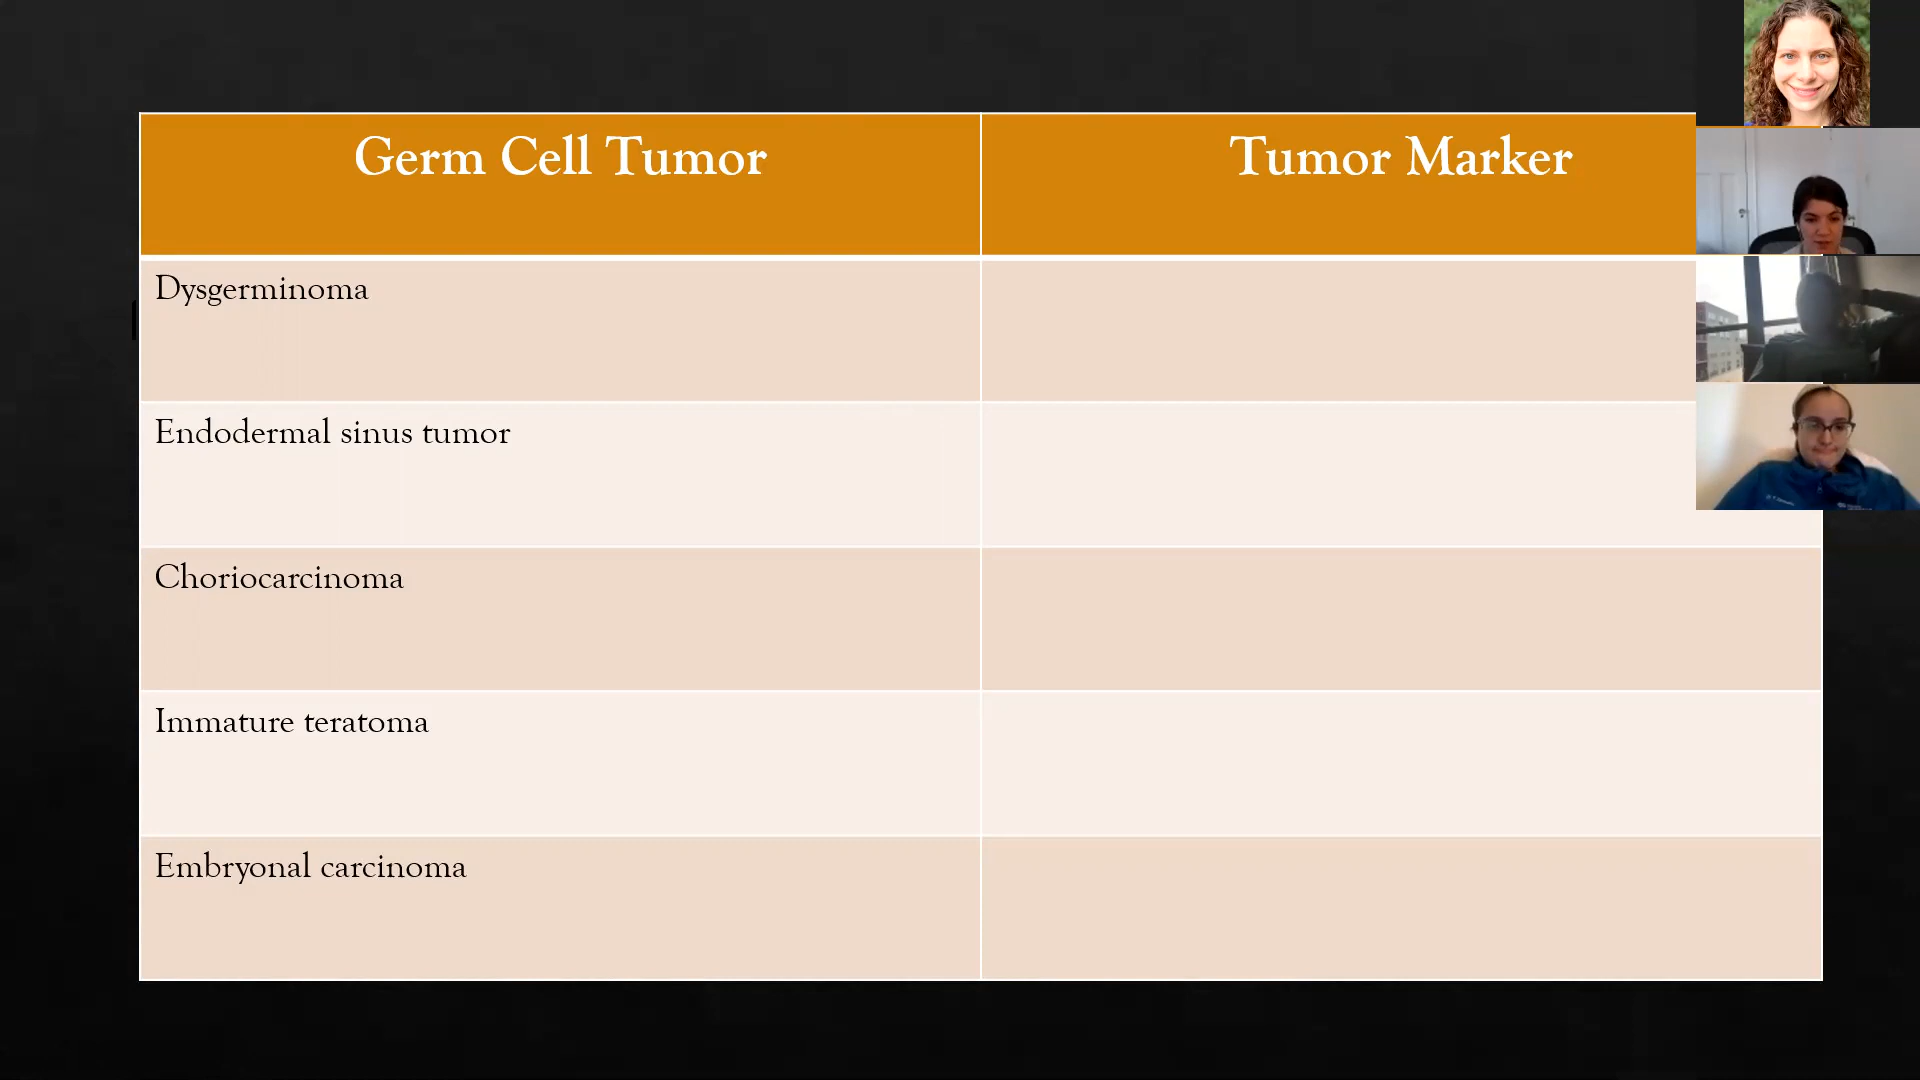 Germ Cell Tumor
Tumor Marker
Dysgerminoma
Endodermal sinus tumor
Choriocarcinoma
Immature teratoma
Embryonal carcinoma